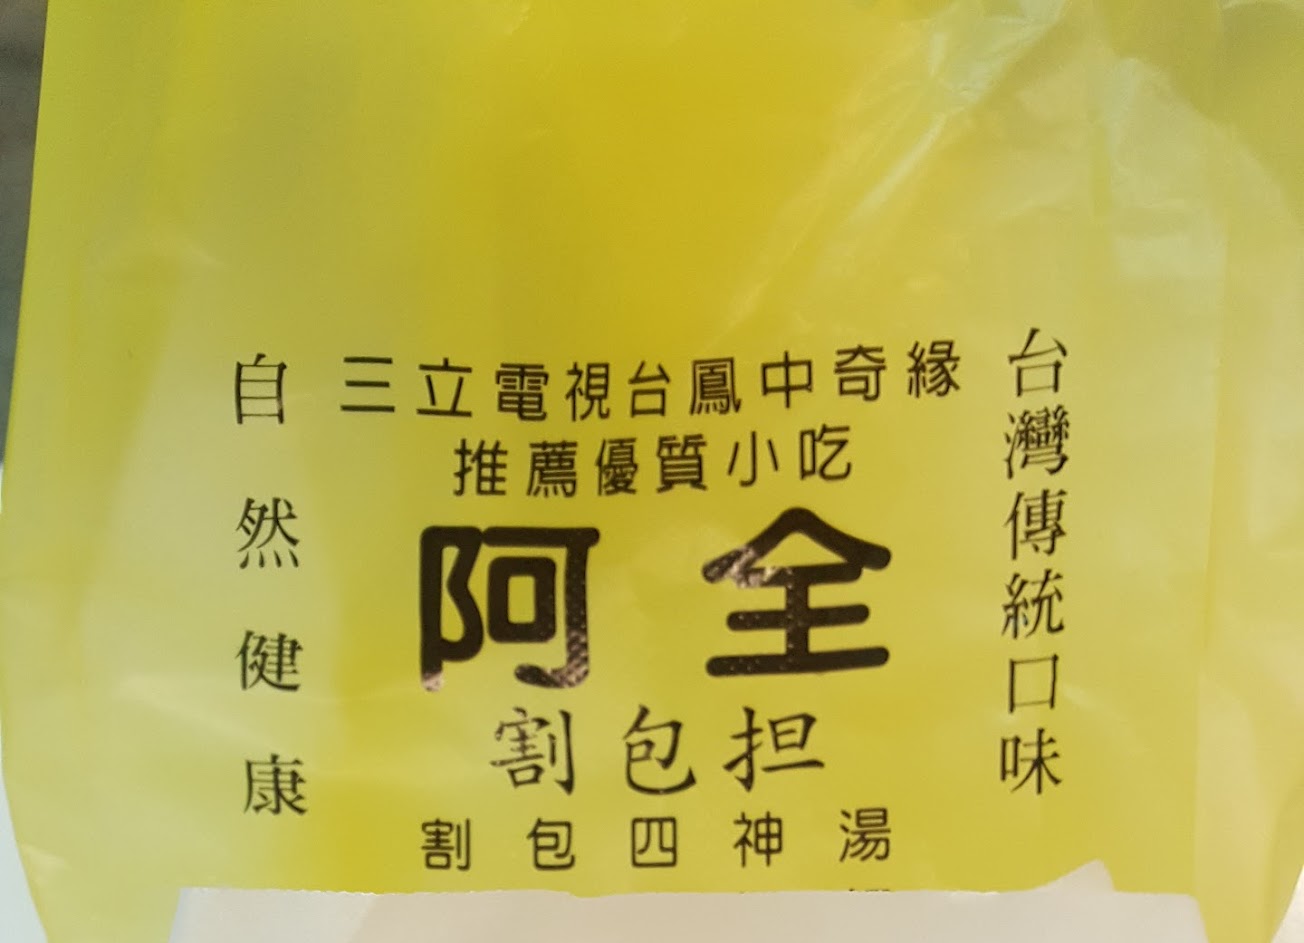 台灣傳統口味
三立電視台鳳中奇緣
推薦優質小吃
阿全
割包担
割包四神湯
自然健康